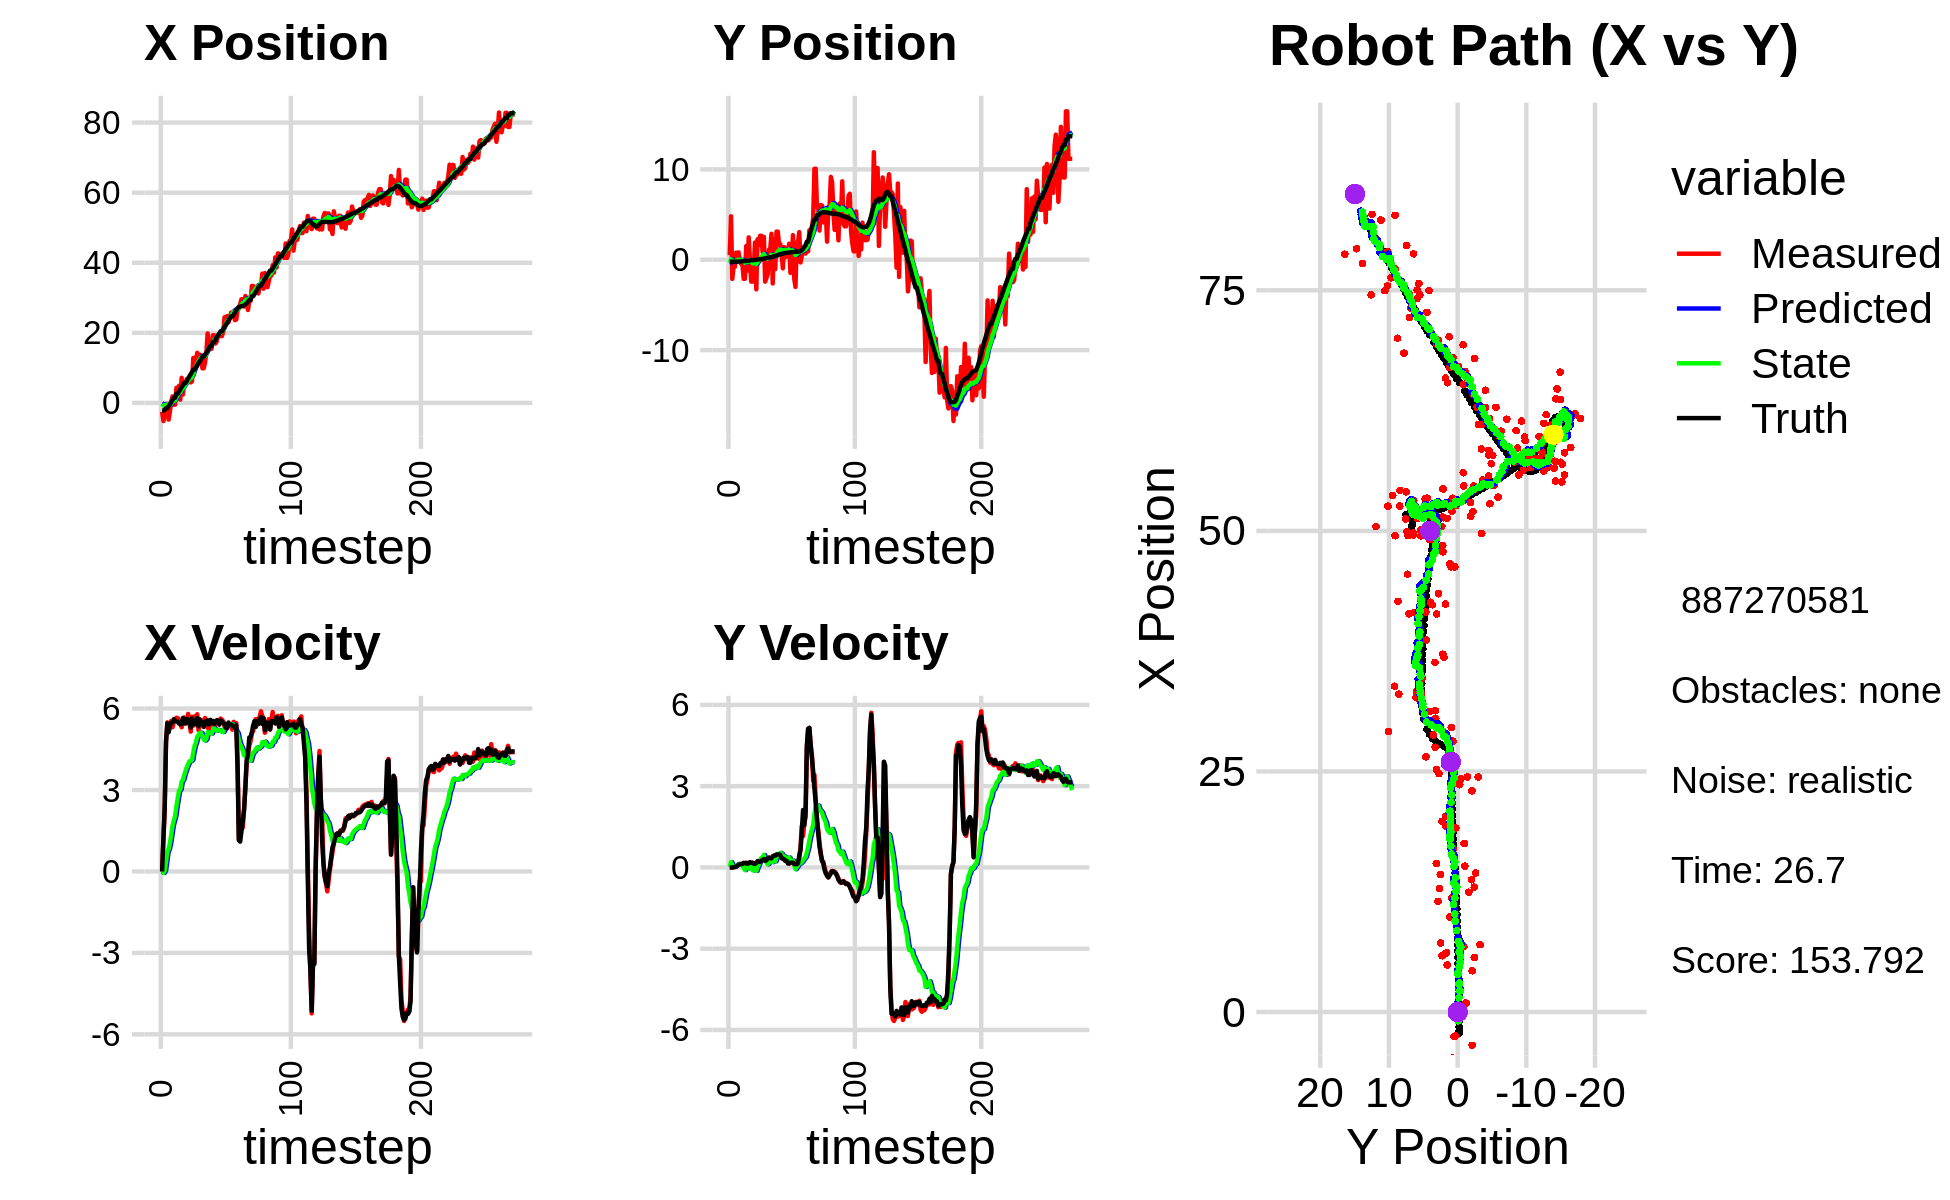 X Position
80
60
40
20
0
0
100
200
timestep
Y Position
10
0
-10
0
100
200
timestep
X Velocity
6
3
0
-3
-6
0
100
200
timestep
Y Velocity
6
3
0
-3
-6
0
100
200
timestep
Robot Path (X vs Y)
X Position
75
50
25
0
20 10 0 -10 -20
Y Position
variable
Measured
Predicted
State
Truth
887270581
Obstacles: none
Noise: realistic
Time: 26.7
Score: 153.792